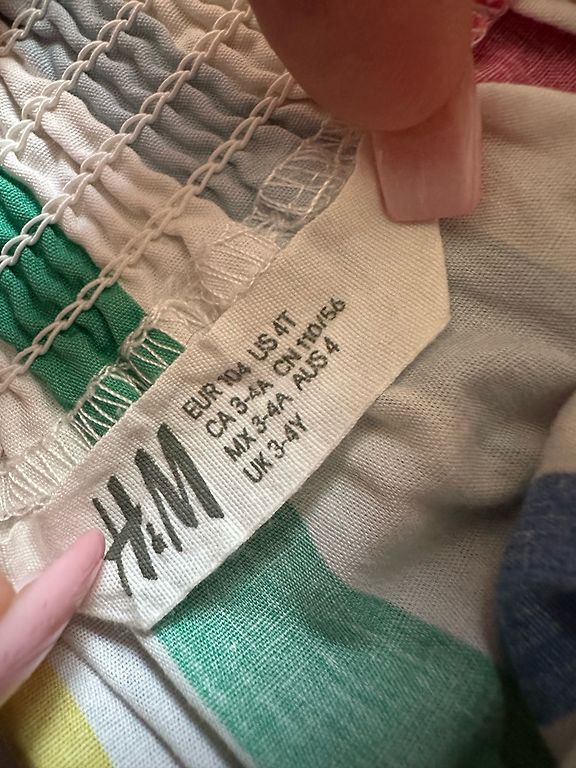 H&M
EUR 104 US 4T
CA 3-4A CN 110/56
MX 3-4A AUS 4
UK 3-4Y